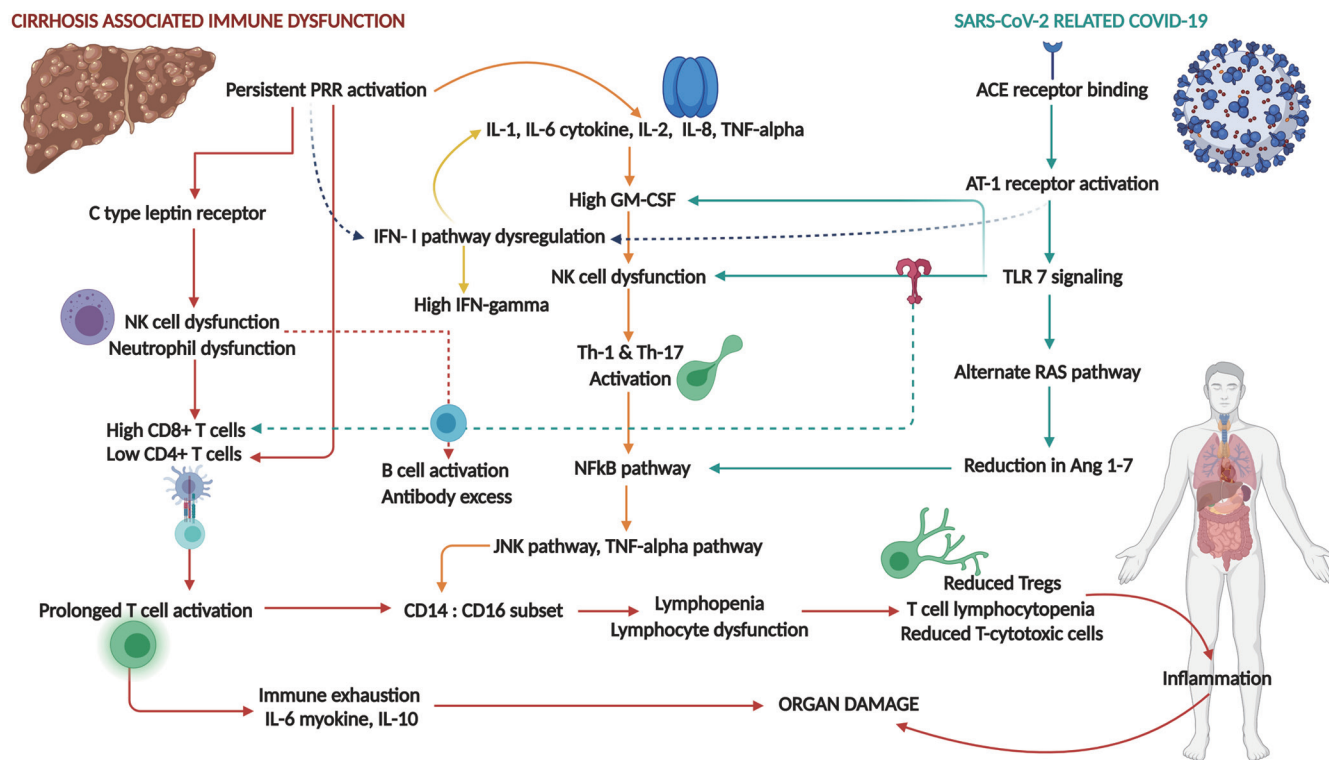 CIRRHOSIS ASSOCIATED IMMUNE DYSFUNCTION
SARS-CoV-2 RELATED COVID-19
Persistent PRR activation
ACE receptor binding
IL-1, IL-6 cytokine, IL-2, IL-8, TNF-alpha
AT-1 receptor activation
High GM-CSF
C type leptin receptor
IFN- I pathway dysregulation
NK cell dysfunction
TLR 7 signaling
High IFN-gamma
NK cell dysfunction
Neutrophil dysfunction
Th-1 & Th-17
Activation
Alternate RAS pathway
High CD8+ T cells
Low CD4+ T cells
B cell activation
Antibody excess
NFkB pathway
Reduction in Ang 1-7
JNK pathway, TNF-alpha pathway
Prolonged T cell activation
CD14 : CD16 subset
Lymphopenia
Lymphocyte dysfunction
Reduced Tregs
T cell lymphocytopenia
Reduced T-cytotoxic cells
Inflammation
Immune exhaustion
IL-6 myokine, IL-10
ORGAN DAMAGE